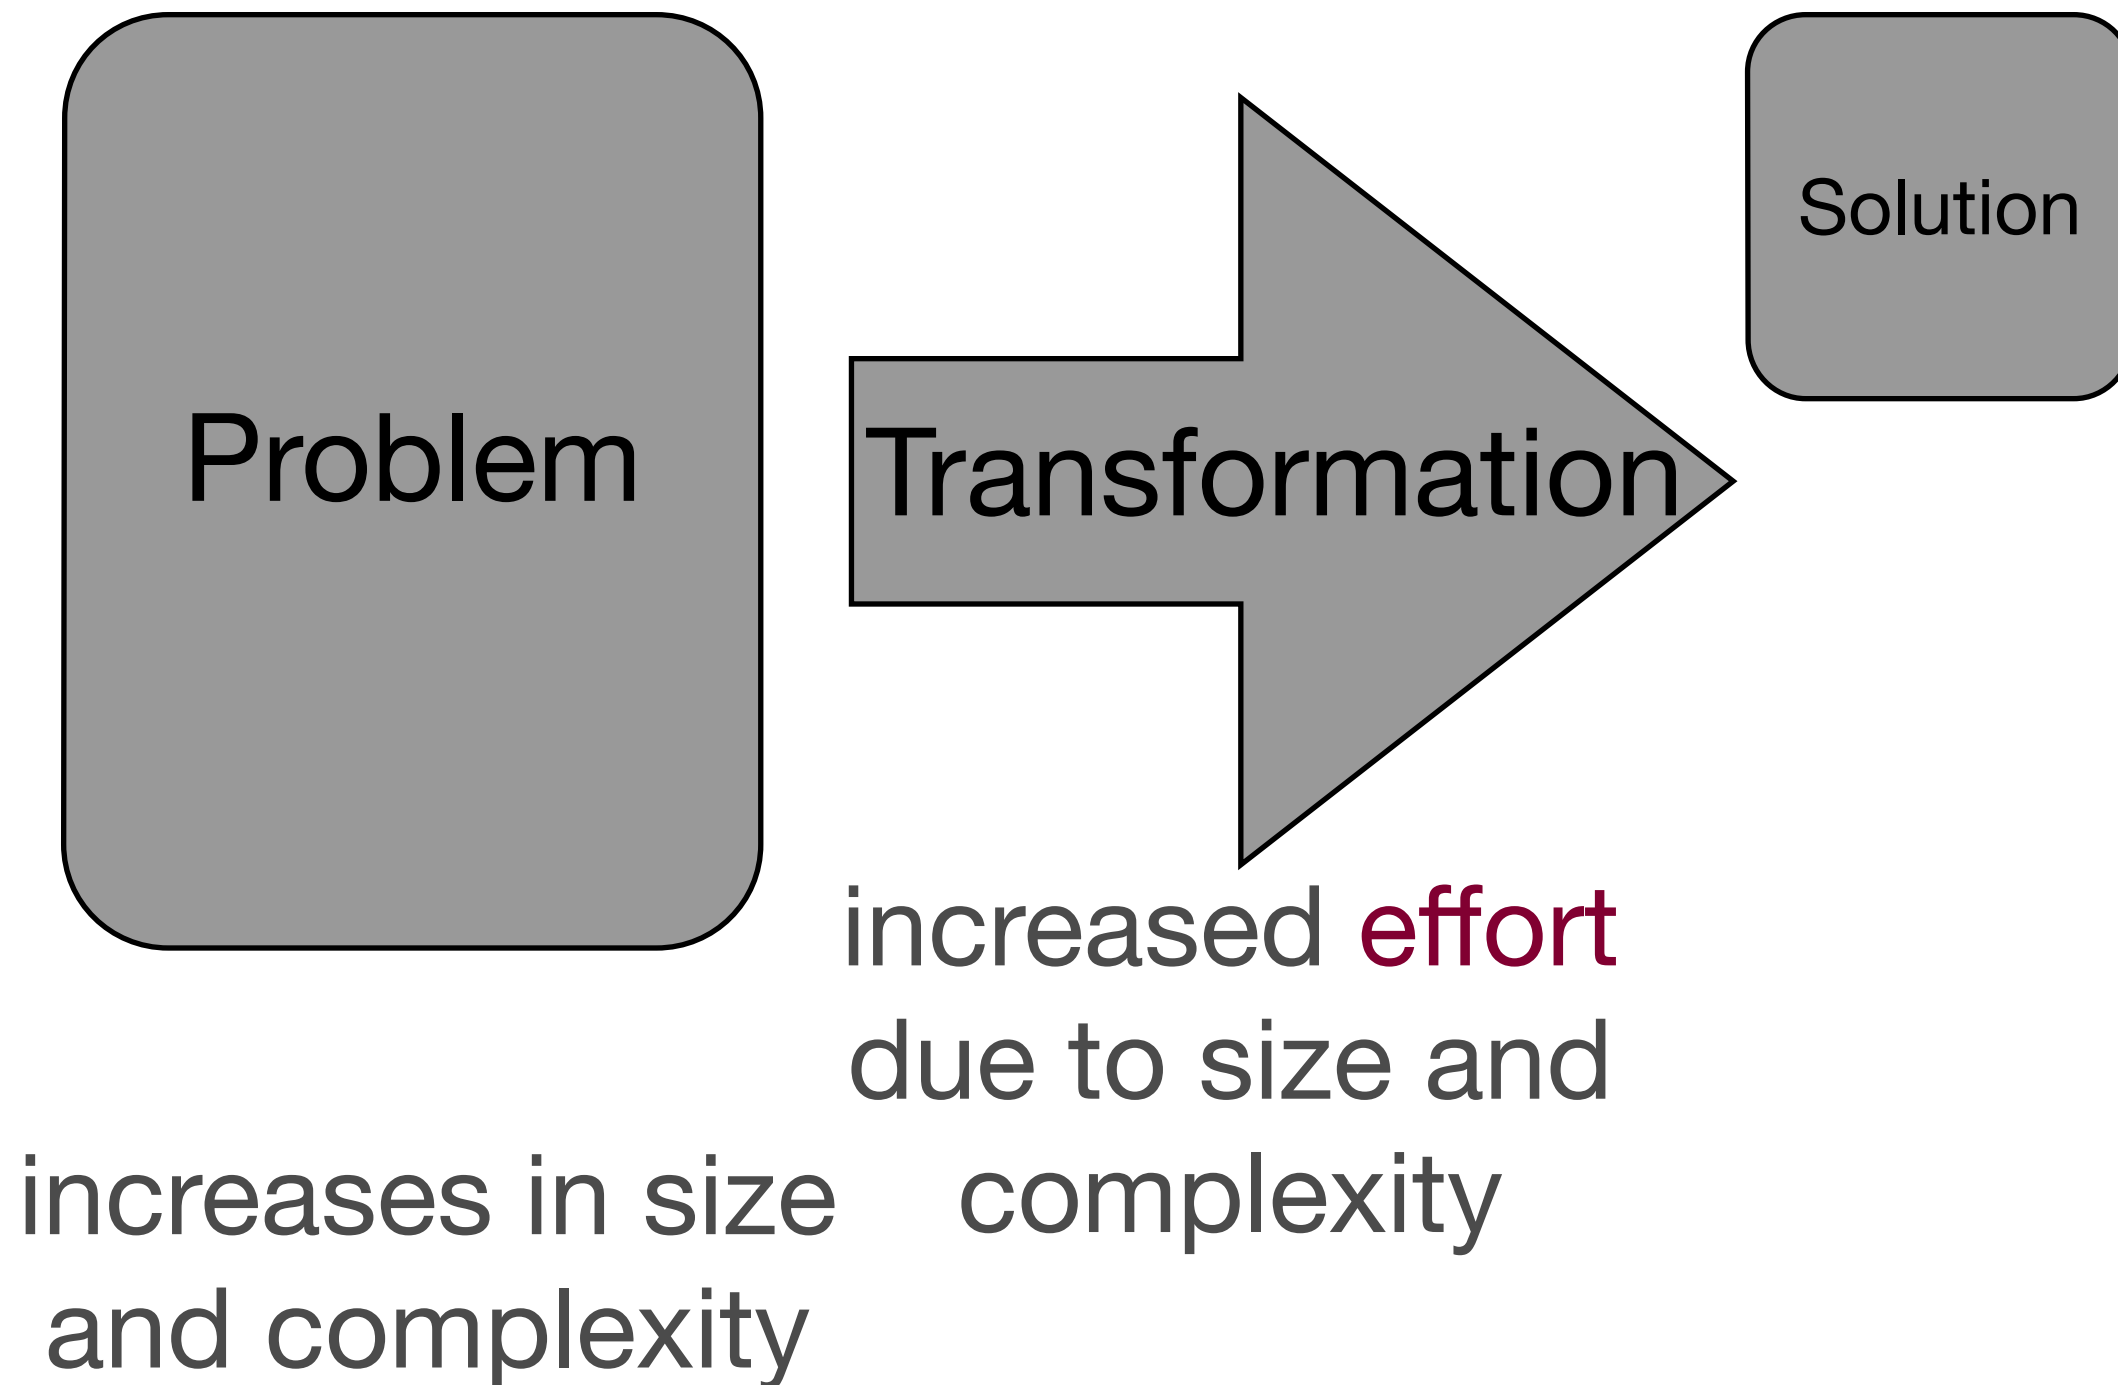 Problem
Transformation
Solution
increases in size
and complexity
increased effort
due to size and
complexity